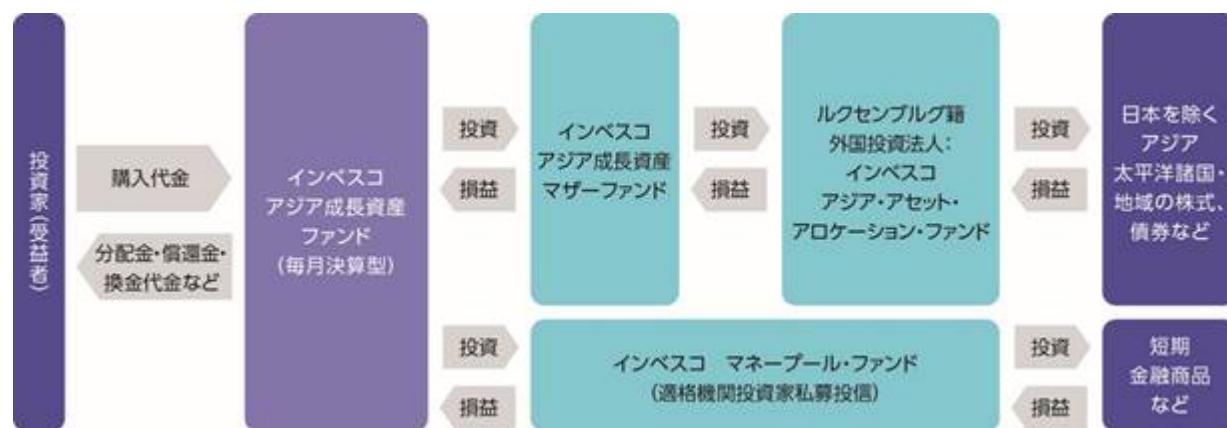 投資家（受益者）
購入代金
分配金・償還金・
換金代金など
インベスコ
アジア成長資産
ファンド
（毎月決算型）
投資
損益
インベスコ
アジア成長資産
マザーファンド
投資
損益
ルクセンブルグ籍
外国投資法人：
インベスコ
アジア・アセット・
アロケーション・ファンド
投資
損益
日本を除く
アジア
太平洋諸国・
地域の株式、
債券など
投資
損益
インベスコ　マネープール・ファンド
（適格機関投資家私募投信）
投資
損益
短期
金融商品
など